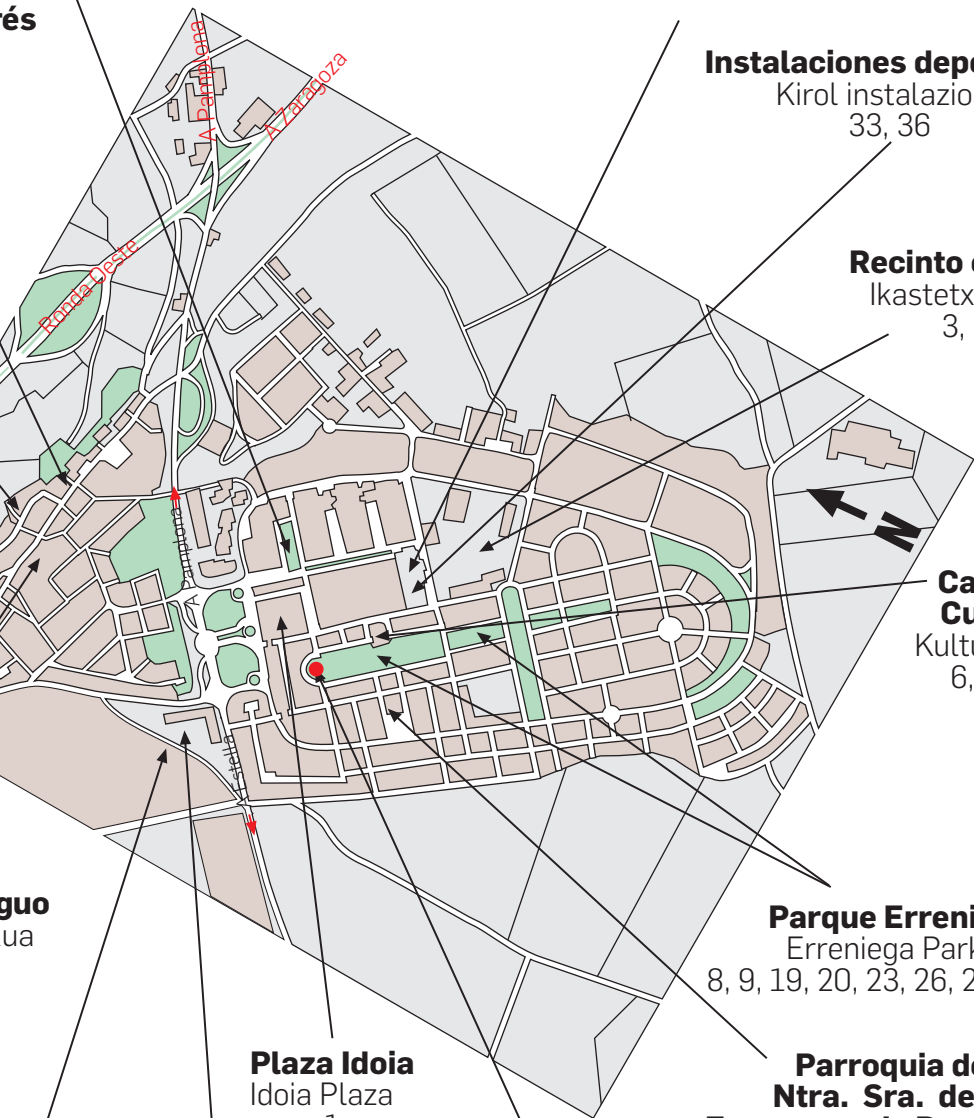 rés
A Pamplona
A Zaragoza
Instalaciones depo
Kirol instalazio
33, 36
Ronda Oeste
Recinto
Ikastetx
3,
N
A Pamplona
Ca
Cu
Kultu
6,
Estella
guo
ua
Parque Erreni
Erreniega Park
8, 9, 19, 20, 23, 26, 2
Plaza Idoia
Idoia Plaza
Parroquia de
Ntra. Sra. de